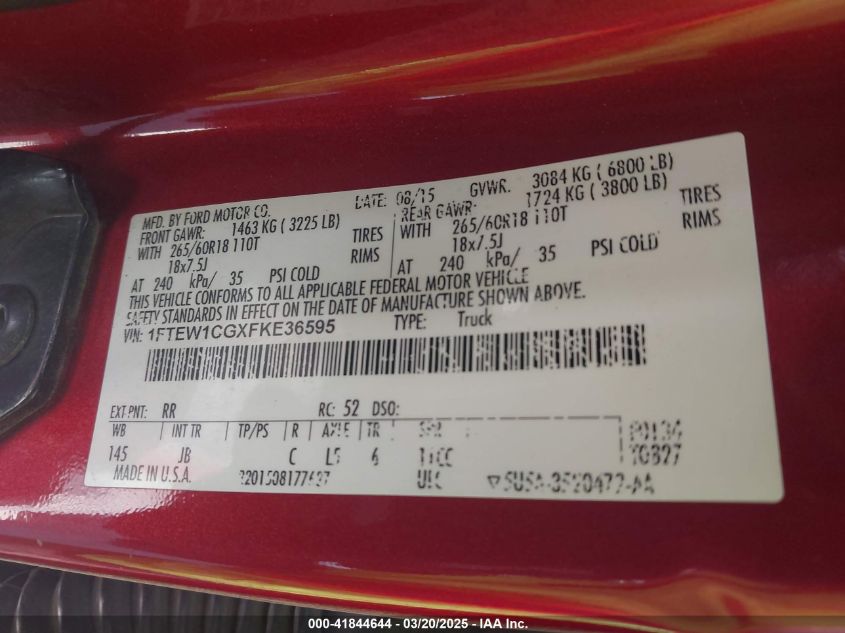 MFD. BY FORD MOTOR CO. DATE: 08/15 GVWR. 3084 KG ( 6800 LB)
FRONT GAWR: 1463 KG ( 3225 LB) REAR GAWR: 1724 KG ( 3800 LB)
WITH 265/60R18 110T TIRES WITH 265/60R18 110T TIRES
18x7.5J RIMS 18x7.5J RIMS
AT 240 kPa/ 35 PSI COLD AT 240 kPa/ 35 PSI COLD
THIS VEHICLE CONFORMS TO ALL APPLICABLE FEDERAL MOTOR VEHICLE
SAFETY STANDARDS IN EFFECT ON THE DATE OF MANUFACTURE SHOWN ABOVE.
VIN: 1FTEW1CGXFKE36595 TYPE: Truck
EXT PNT: RR RC: 52 DSO:
WB INT TR TP/PS R AXLE TR
145 JB C L5 6
MADE IN U.S.A.
000-41844644 | 03/20/2025 - IAA, Inc.